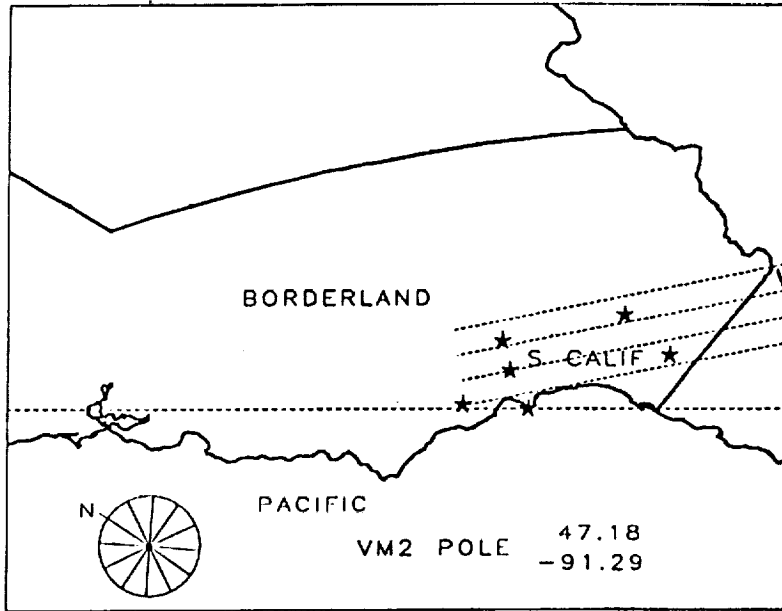 BORDERLAND
S CALIF
PACIFIC
N
VM2 POLE 47.18
-91.29